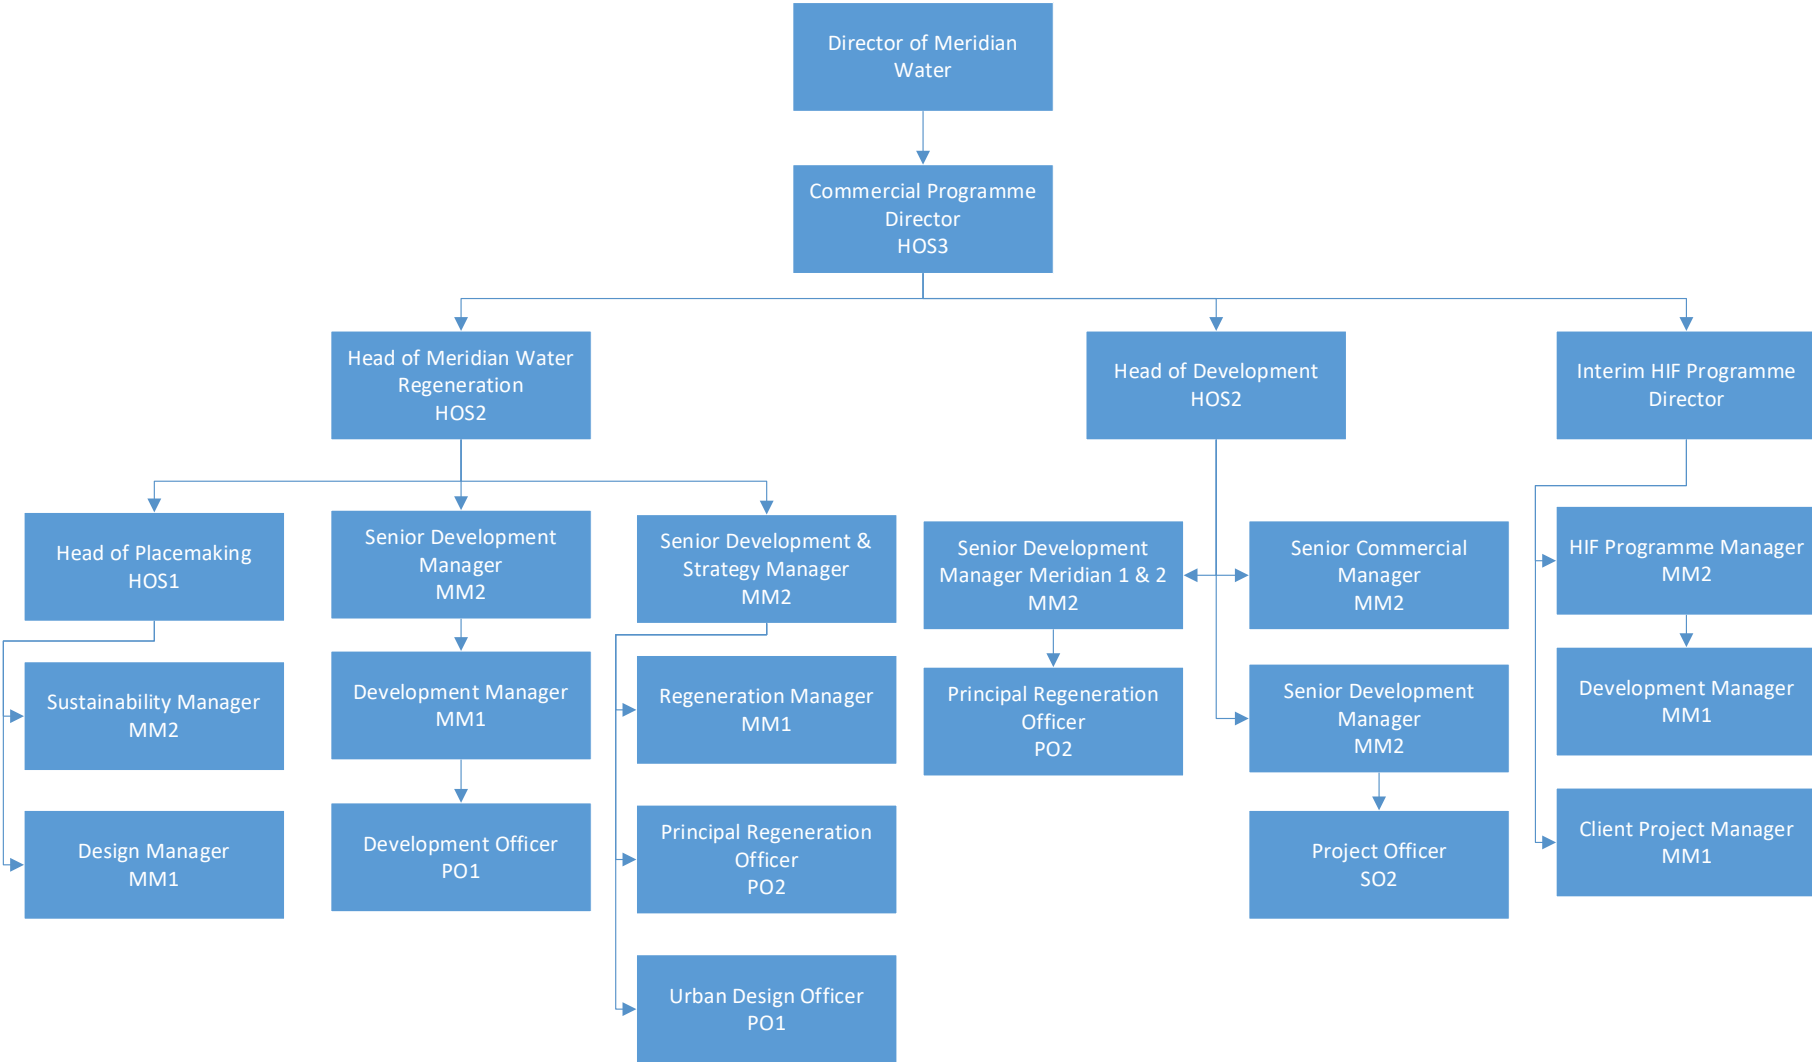 Director of Meridian
Water
Commercial Programme
Director
HOS3
Head of Meridian Water
Regeneration
HOS2
Head of Development
HOS2
Interim HIF Programme
Director
Head of Placemaking
HOS1
Senior Development
Manager
MM2
Senior Development &
Strategy Manager
MM2
Senior Development
Manager Meridian 1 & 2
MM2
Senior Commercial
Manager
MM2
HIF Programme Manager
MM2
Sustainability Manager
MM2
Development Manager
MM1
Regeneration Manager
MM1
Principal Regeneration
Officer
PO2
Senior Development
Manager
MM2
Development Manager
MM1
Design Manager
MM1
Development Officer
PO1
Principal Regeneration
Officer
PO2
Project Officer
SO2
Client Project Manager
MM1
Urban Design Officer
PO1